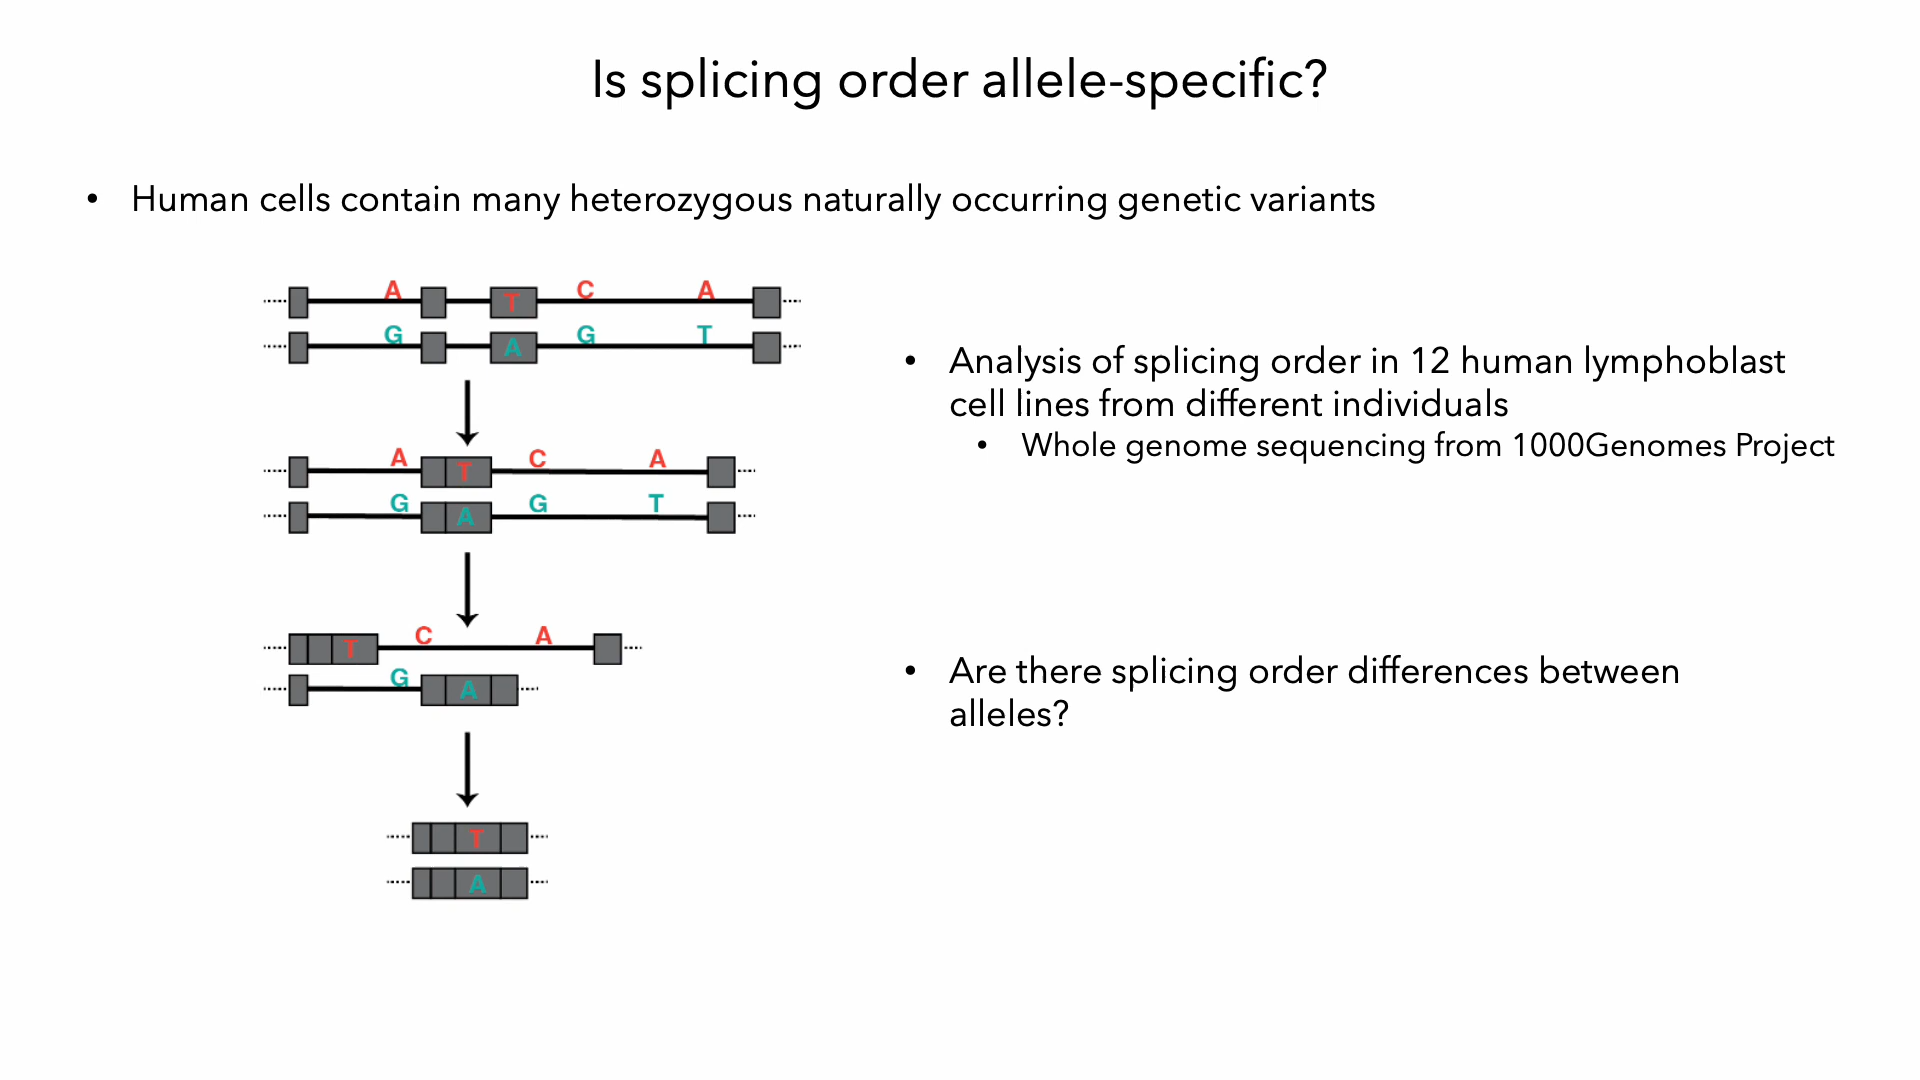 Is splicing order allele-specific?
• Human cells contain many heterozygous naturally occurring genetic variants
A T C A
G A G T
• Analysis of splicing order in 12 human lymphoblast
cell lines from different individuals
• Whole genome sequencing from 1000Genomes Project
A T C A
G A G T
T C A
G A
• Are there splicing order differences between
alleles?
T
A